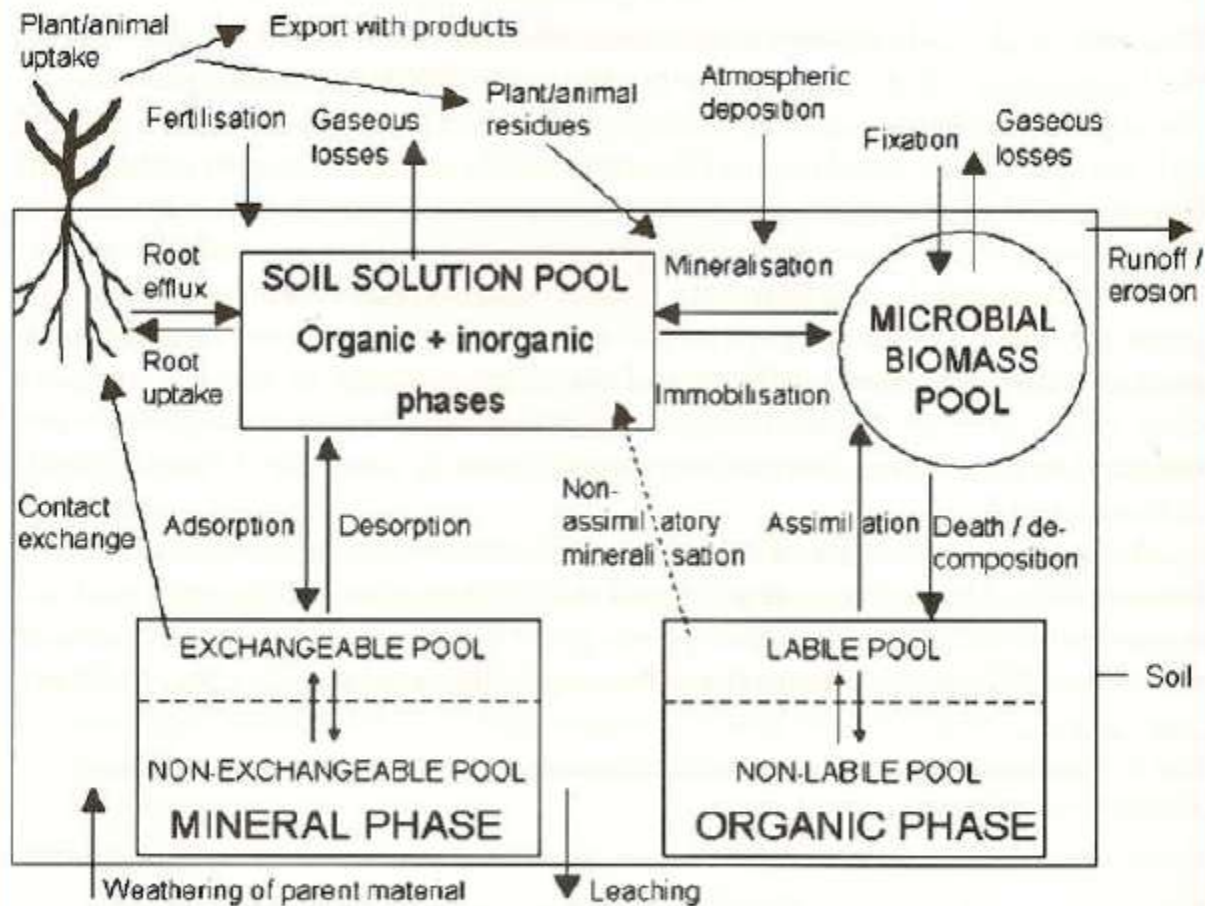 Plant/animal
uptake
Export with products
Fertilisation
Gaseous
losses
Plant/animal
residues
Atmospheric
deposition
Fixation
Gaseous
losses
Root
efflux
Root
uptake
SOIL SOLUTION POOL
Organic + inorganic
phases
Mineralisation
Immobilisation
MICROBIAL
BIOMASS
POOL
Runoff /
erosion
Contact
exchange
Adsorption
Desorption
Non-
assimilatory
mineralisation
Assimilation
Death / de-
composition
EXCHANGEABLE POOL
NON-EXCHANGEABLE POOL
MINERAL PHASE
LABILE POOL
NON-LABILE POOL
ORGANIC PHASE
Soil
Weathering of parent material
Leaching